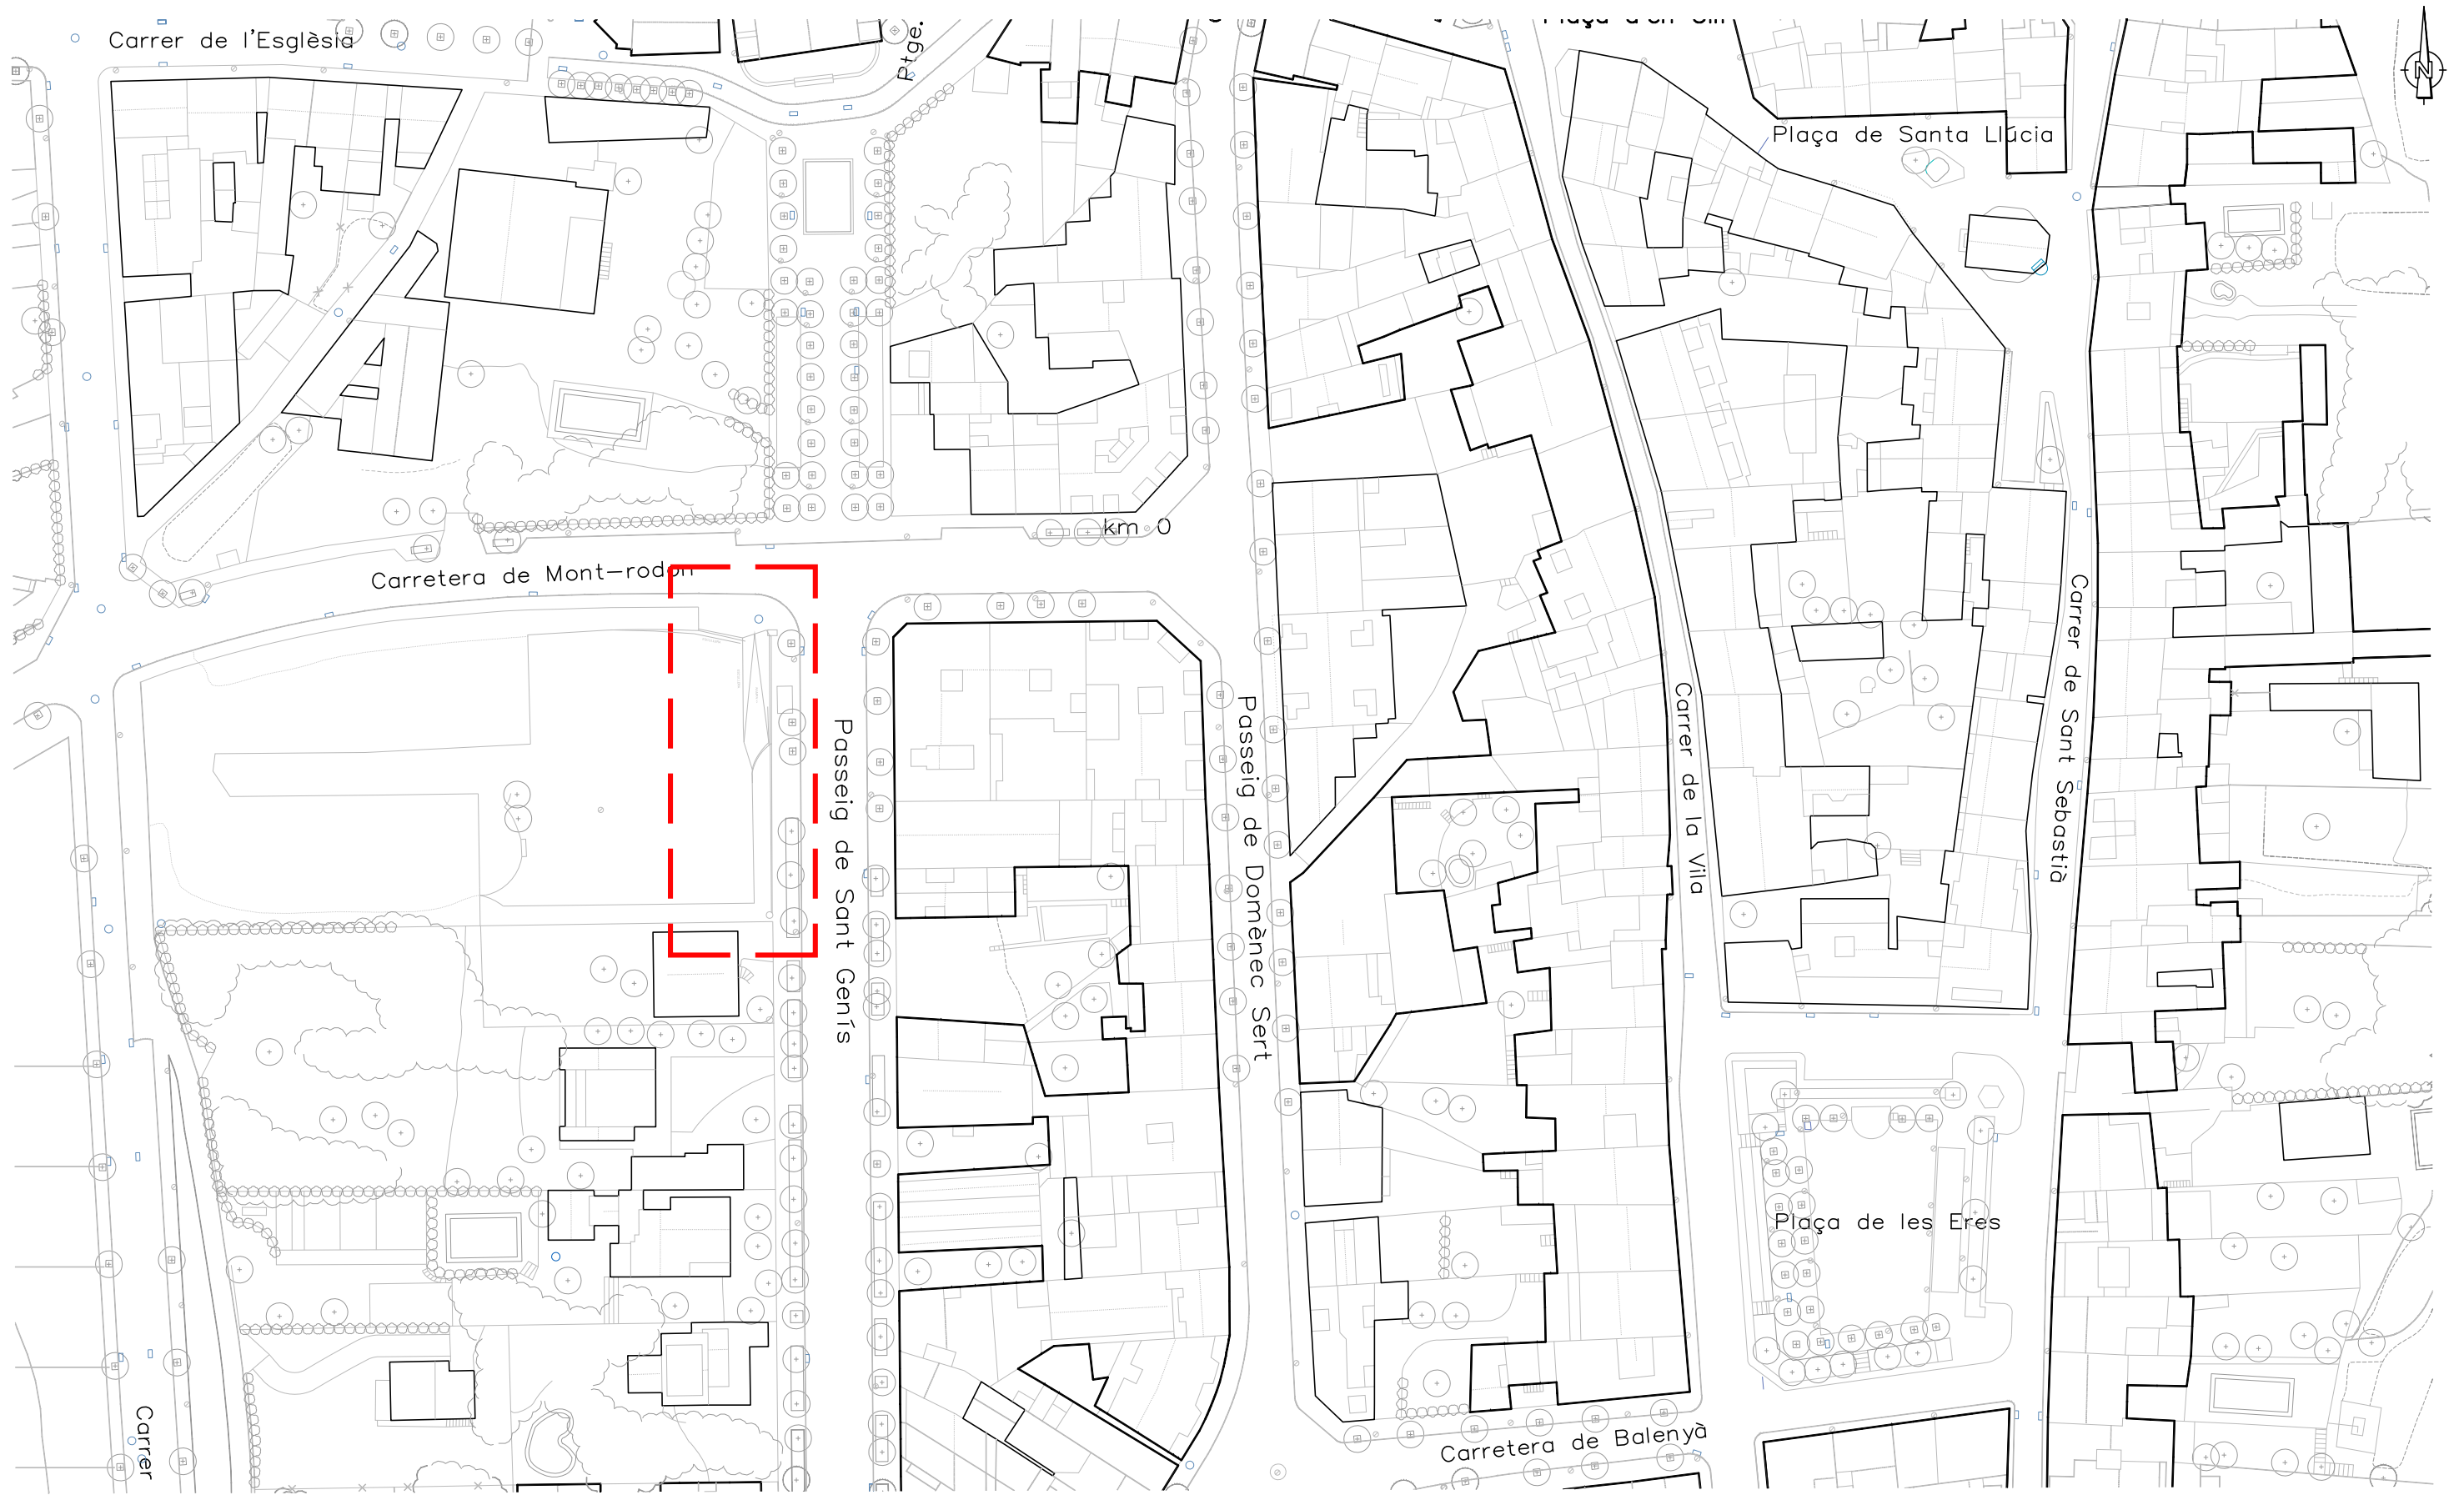 Carrer de l'Esglèsia
Ptge.
Plaça de Santa Llúcia
N
km 0
Carretera de Mont-rodon
Passeig de Sant Genís
Passeig de Domènec Sert
Carrer de la Vila
Carrer de Sant Sebastià
Plaça de les Eres
Carretera de Balenyà
Carrer